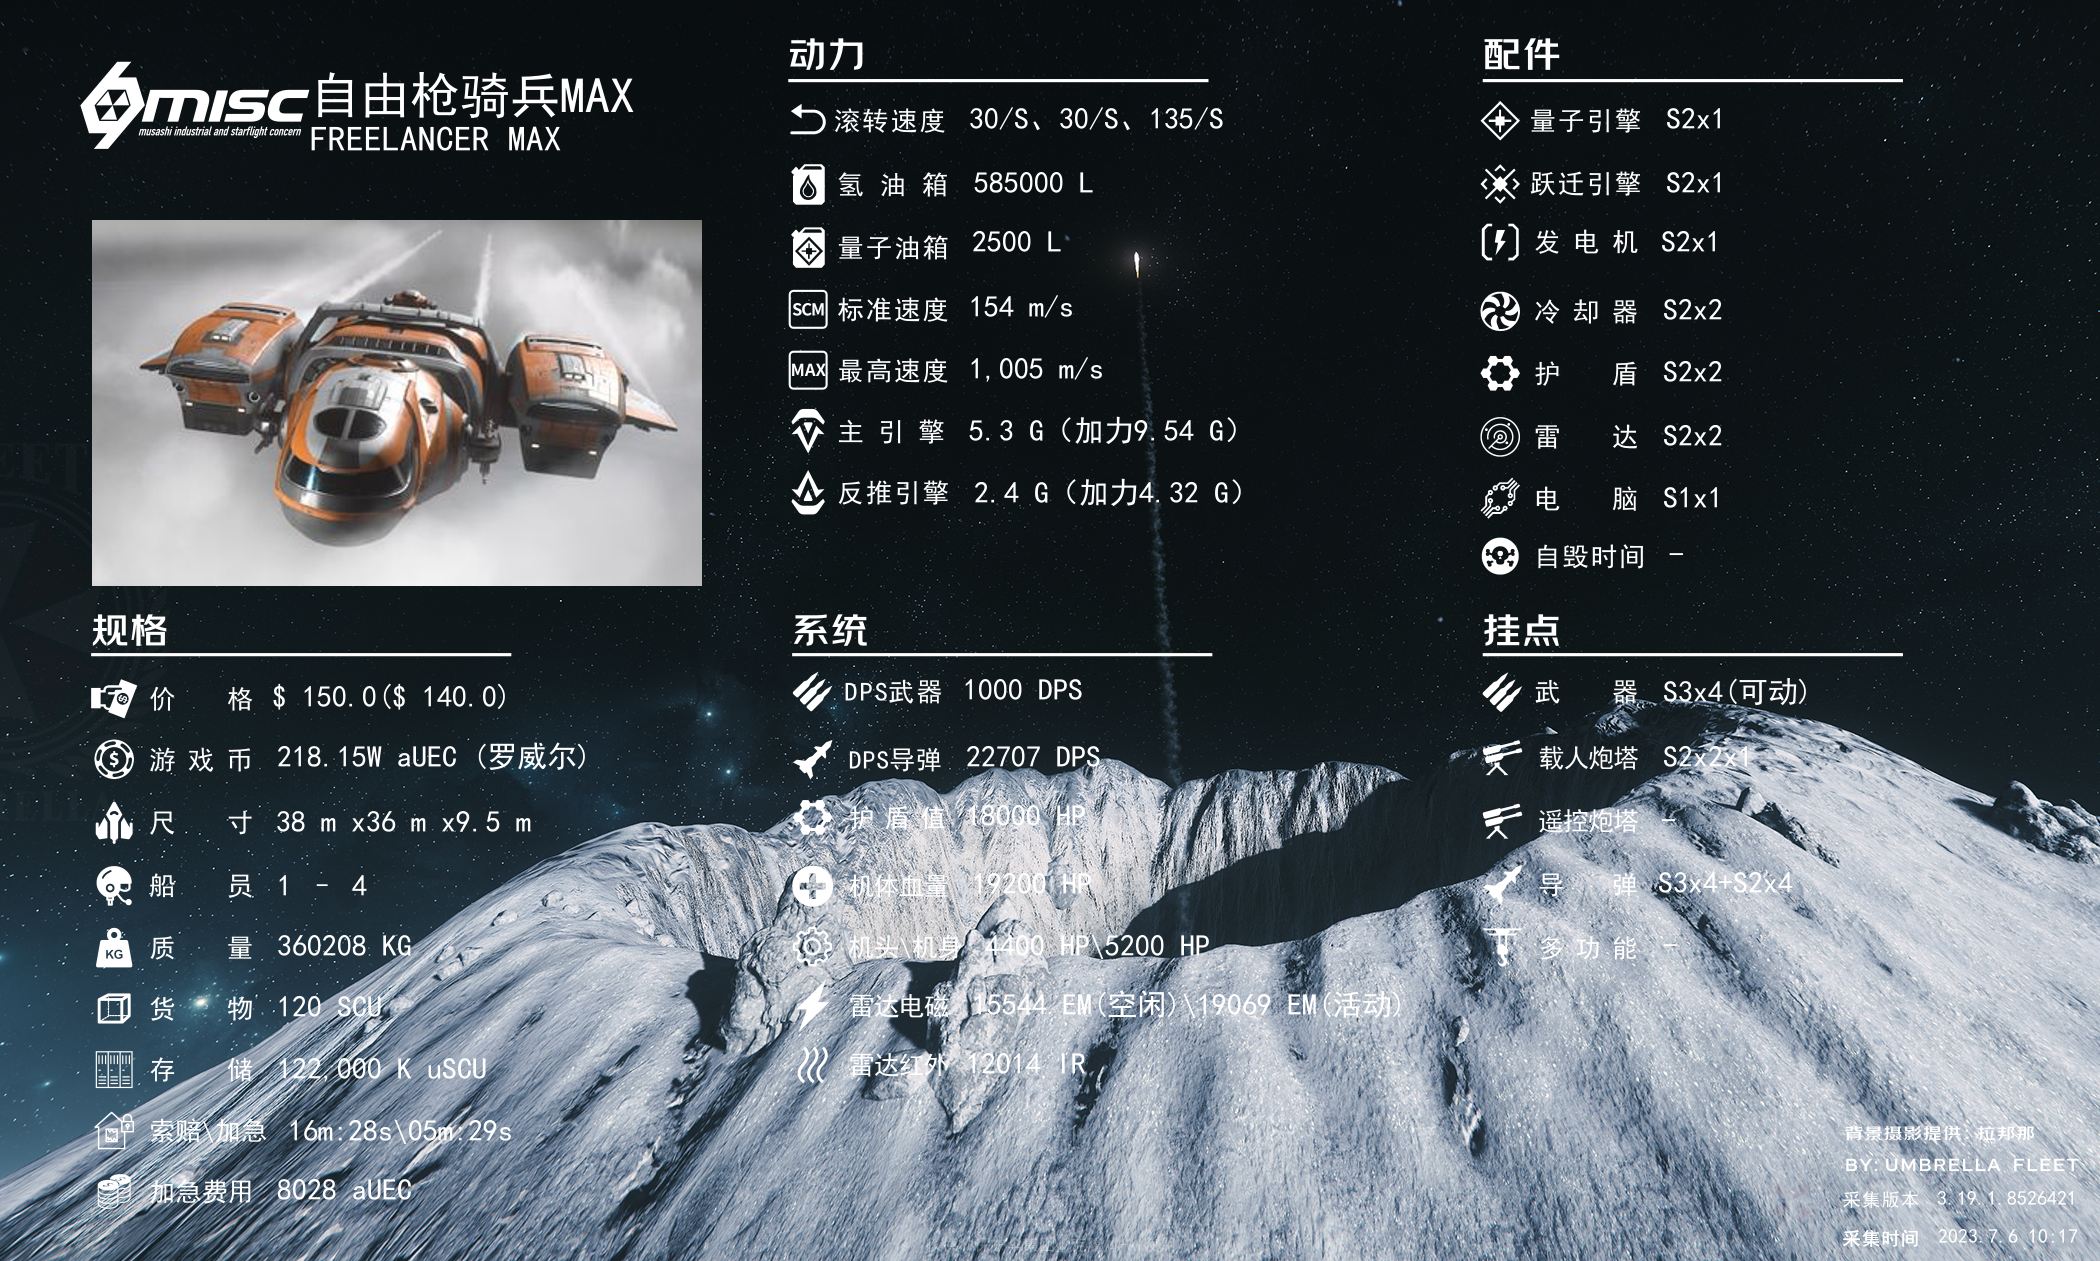 misc
musashi industrial and starflight concern
自由枪骑兵MAX
FREELANCER MAX
规格
价格 $ 150.0($ 140.0)
游戏币 218.15W aUEC (罗威尔)
尺寸 38 m x36 m x9.5 m
船员 1 - 4
KG 质量 360208 KG
货物 120 SCU
存储 122,000 K uSCU
索赔\加急 16m:28s\05m:29s
加急费用 8028 aUEC
动力
滚转速度 30/S、30/S、135/S
氢油箱 585000 L
量子油箱 2500 L
SCM 标准速度 154 m/s
MAX 最高速度 1,005 m/s
主引擎 5.3 G（加力9.54 G）
反推引擎 2.4 G（加力4.32 G）
系统
DPS武器 1000 DPS
DPS导弹 22707 DPS
护盾值 18000 HP
机体血量 19200 HP
机头\机身 4400 HP\5200 HP
雷达电磁 15544 EM(空闲)\19069 EM(活动)
雷达红外 12014 IR
配件
量子引擎 S2x1
跃迁引擎 S2x1
发电机 S2x1
冷却器 S2x2
护盾 S2x2
雷达 S2x2
电脑 S1x1
自毁时间 -
挂点
武器 S3x4(可动)
载人炮塔 S2x2x1
遥控炮塔 -
导弹 S3x4+S2x4
多功能 -
背景摄影提供：拉邦那
BY: UMBRELLA FLEET
采集版本 3.19.1.8526421
采集时间 2023.7.6 10:17